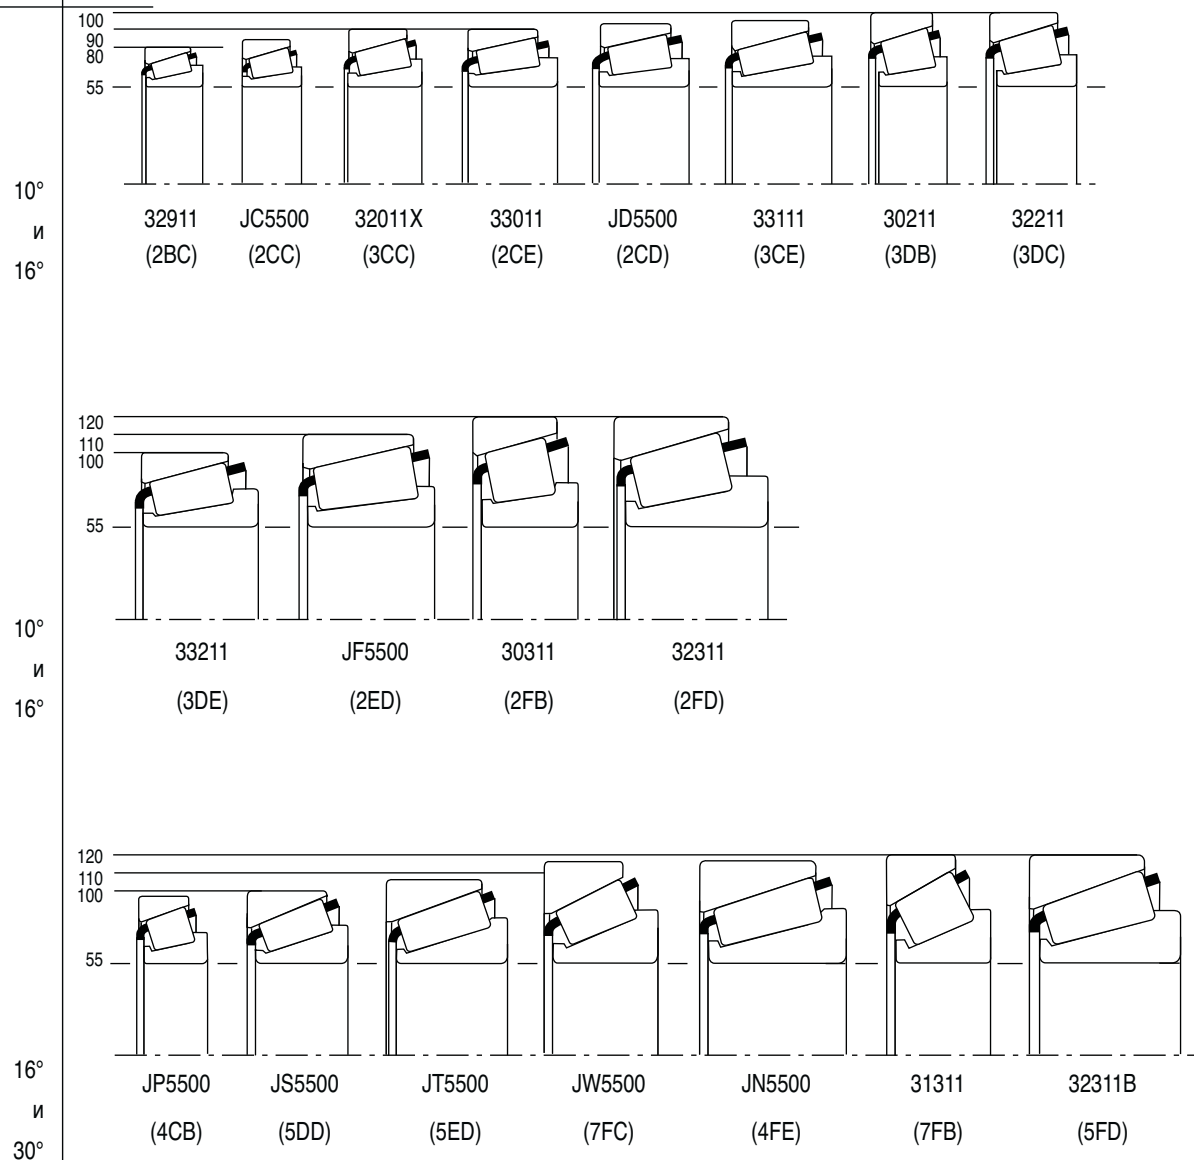 100
90
80
55
10°
и
16°
32911 JC5500 32011X 33011 JD5500 33111 30211 32211
(2BC) (2CC) (3CC) (2CE) (2CD) (3CE) (3DB) (3DC)
120
110
100
55
10°
и
16°
33211 JF5500 30311 32311
(3DE) (2ED) (2FB) (2FD)
120
110
100
55
16°
и
30°
JP5500 JS5500 JT5500 JW5500 JN5500 31311 32311B
(4CB) (5DD) (5ED) (7FC) (4FE) (7FB) (5FD)